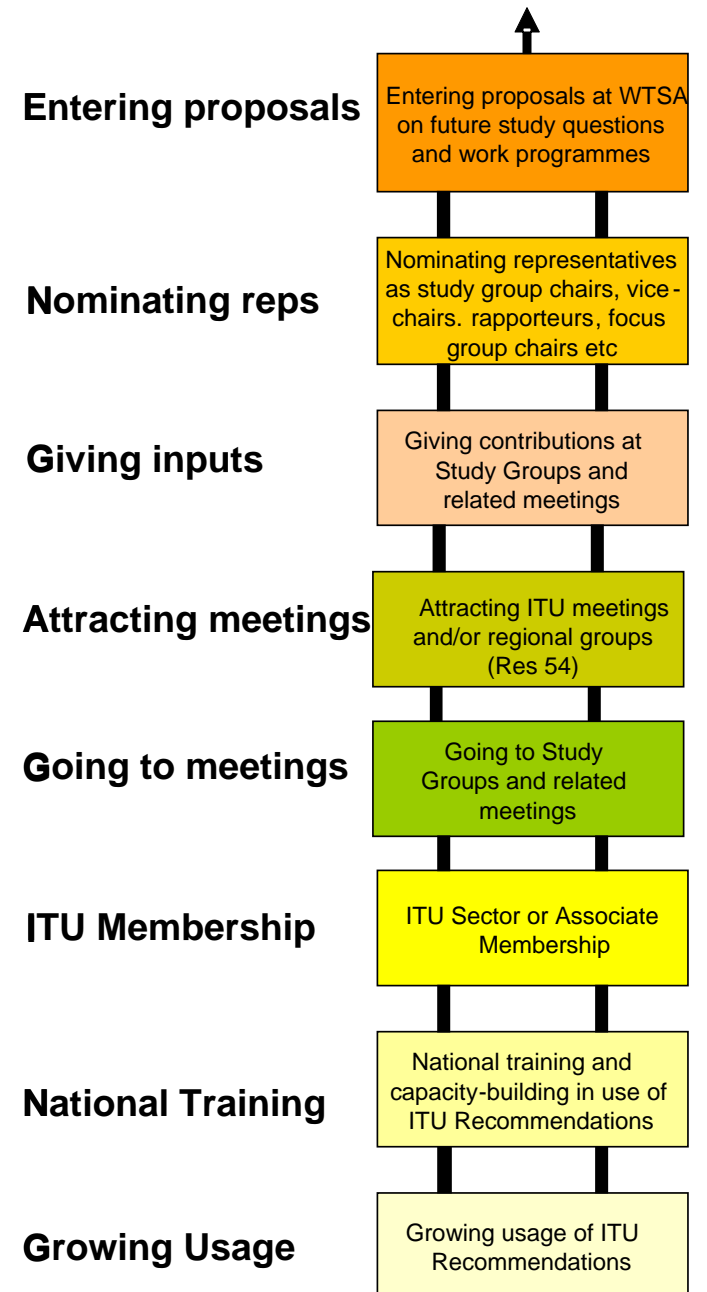 Entering proposals
Entering proposals at WTSA
on future study questions
and work programmes
Nominating reps
Nominating representatives
as study group chairs, vice-
chairs. rapporteurs, focus
group chairs etc
Giving inputs
Giving contributions at
Study Groups and
related meetings
Attracting meetings
Attracting ITU meetings
and/or regional groups
(Res 54)
Going to meetings
Going to Study
Groups and related
meetings
ITU Membership
ITU Sector or Associate
Membership
National Training
National training and
capacity-building in use of
ITU Recommendations
Growing Usage
Growing usage of ITU
Recommendations